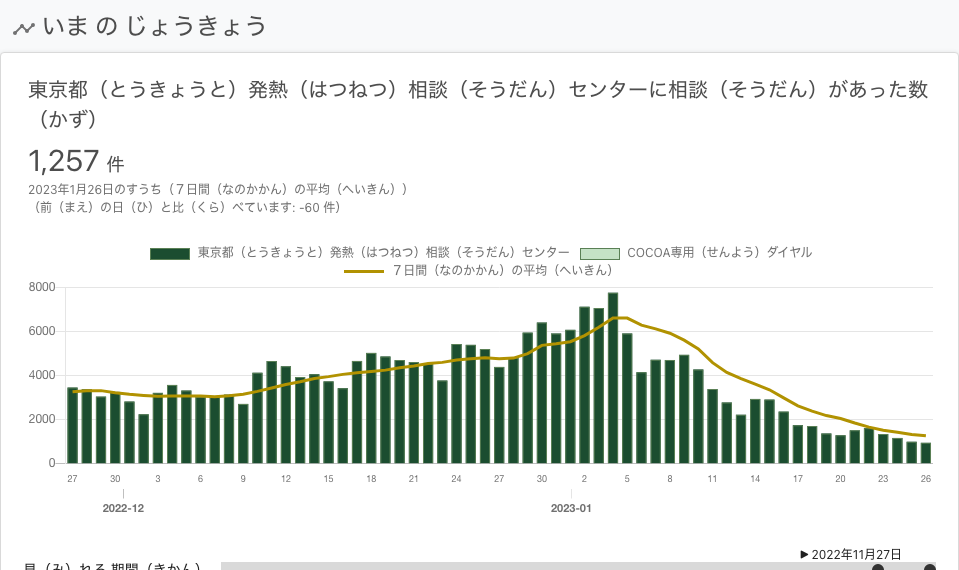 いま の じょうきょう
東京都（とうきょうと）発熱（はつねつ）相談（そうだん）センターに相談（そうだん）があった数
（かず）
1,257 件
2023年1月26日のすうち（７日間（なのかかん）の平均（へいきん））
（前（まえ）の日（ひ）と比（くら）べています: -60 件）
東京都（とうきょうと）発熱（はつねつ）相談（そうだん）センター COCOA専用（せんよう）ダイヤル
７日間（なのかかん）の平均（へいきん）
8000
6000
4000
2000
0
27 30 3 6 9 12 15 18 21 24 27 30 2 5 8 11 14 17 20 23 26
2022-12 2023-01
▶ 2022年11月27日
見（み）れる 期間（きかん）